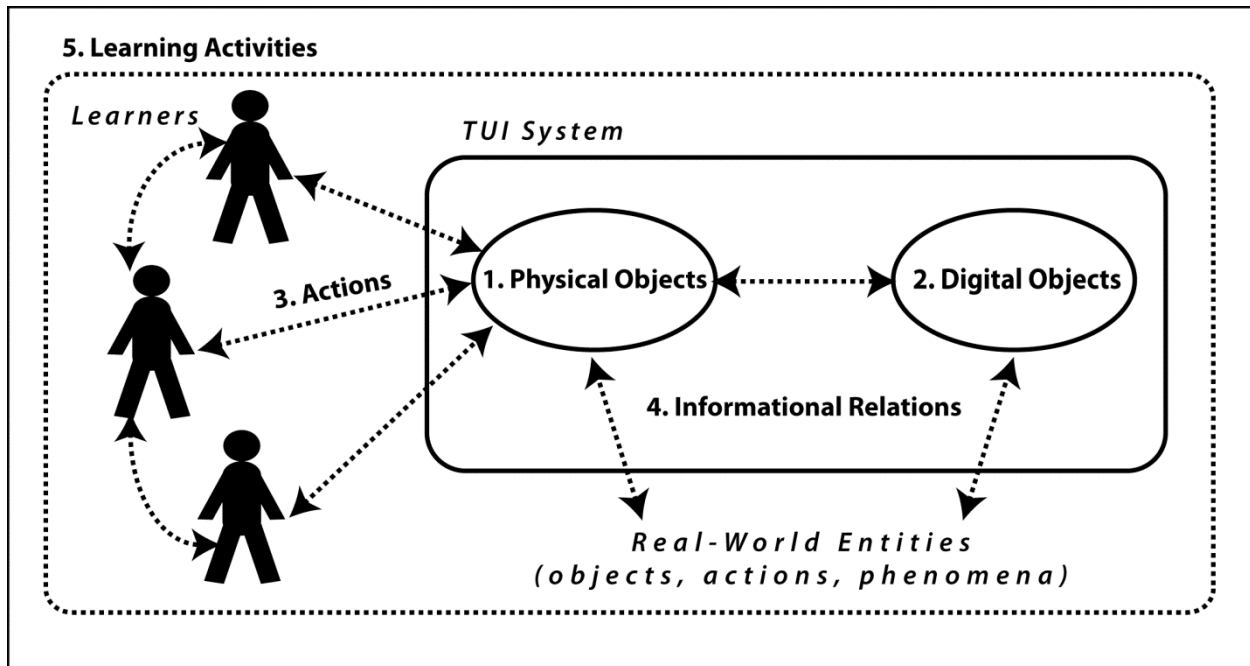 5. Learning Activities
Learners
TUI System
3. Actions
1. Physical Objects
2. Digital Objects
4. Informational Relations
Real-World Entities
(objects, actions, phenomena)